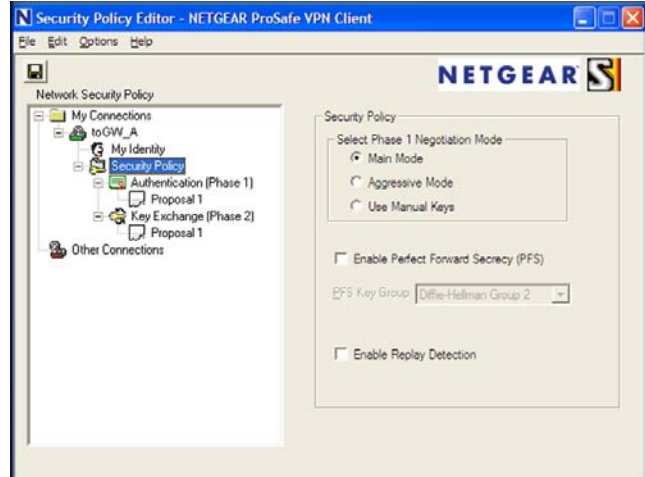 Security Policy Editor - NETGEAR ProSafe VPN Client
File Edit Options Help
NETGEAR
Network Security Policy
My Connections
toGW_A
My Identity
Security Policy
Authentication (Phase 1)
Proposal 1
Key Exchange (Phase 2)
Proposal 1
Other Connections
Security Policy
Select Phase 1 Negotiation Mode
Main Mode
Aggressive Mode
Use Manual Keys
Enable Perfect Forward Secrecy (PFS)
PFS Key Group Diffie-Hellman Group 2
Enable Replay Detection